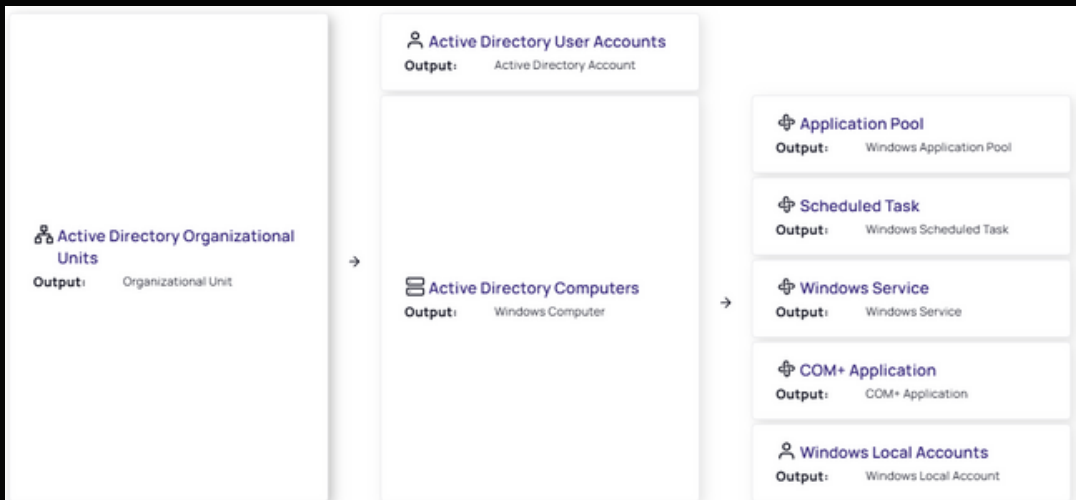 Active Directory Organizational
Units
Output: Organizational Unit
Active Directory User Accounts
Output: Active Directory Account
Active Directory Computers
Output: Windows Computer
Application Pool
Output: Windows Application Pool
Scheduled Task
Output: Windows Scheduled Task
Windows Service
Output: Windows Service
COM+ Application
Output: COM+ Application
Windows Local Accounts
Output: Windows Local Account